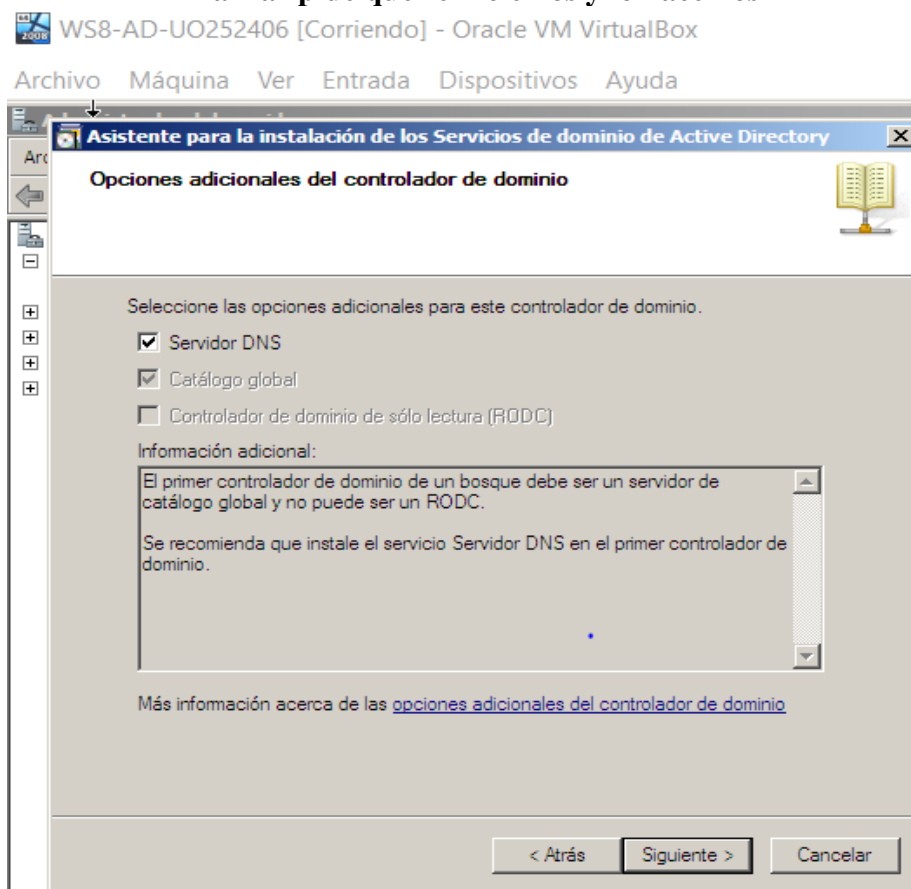 WS8-AD-UO252406 [Corriendo] - Oracle VM VirtualBox
Archivo Máquina Ver Entrada Dispositivos Ayuda
Asistente para la instalación de los Servicios de dominio de Active Directory
Opciones adicionales del controlador de dominio
Seleccione las opciones adicionales para este controlador de dominio.
Servidor DNS
Catálogo global
Controlador de dominio de sólo lectura (RODC)
Información adicional:
El primer controlador de dominio de un bosque debe ser un servidor de
catálogo global y no puede ser un RODC.
Se recomienda que instale el servicio Servidor DNS en el primer controlador de
dominio.
Más información acerca de las opciones adicionales del controlador de dominio
< Atrás Siguiente > Cancelar